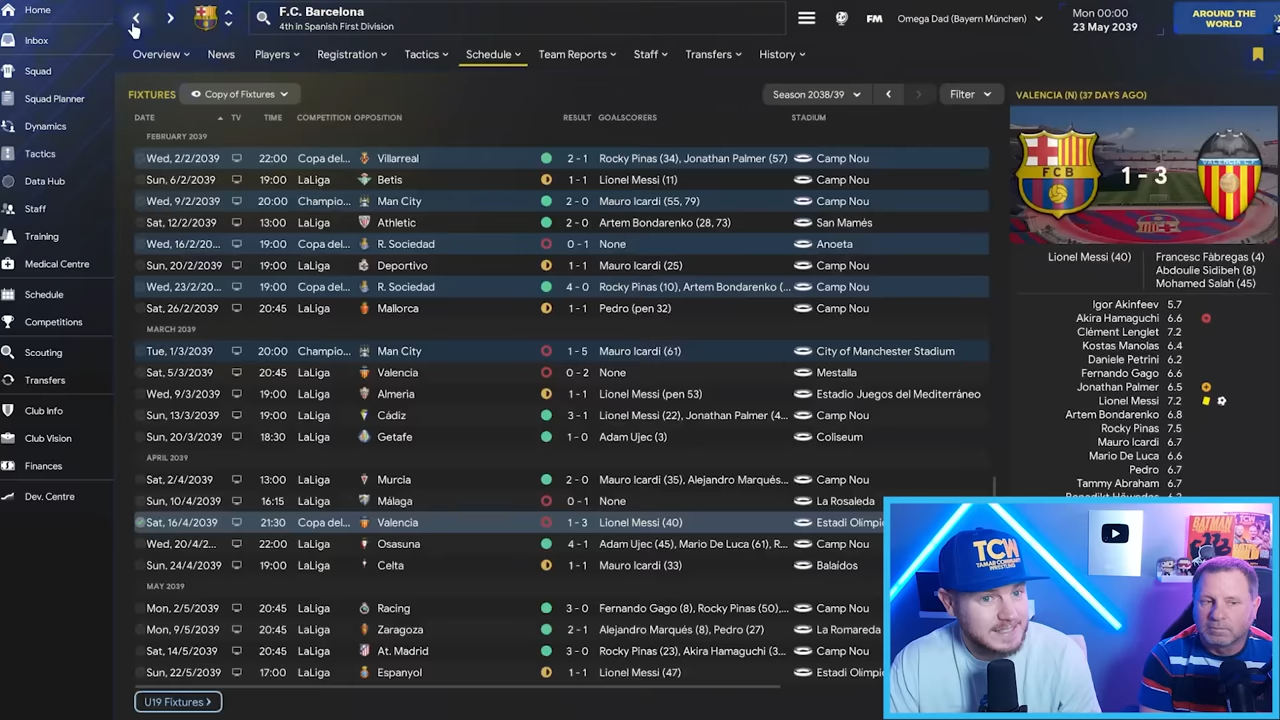 Home
Inbox
Squad
Squad Planner
Dynamics
Tactics
Data Hub
Staff
Training
Medical Centre
Schedule
Competitions
Scouting
Transfers
Club Info
Club Vision
Finances
Dev. Centre
F.C. Barcelona
4th in Spanish First Division
FM
Omega Dad (Bayern München)
Mon 00:00
23 May 2039
AROUND THE
WORLD
Overview News Players Registration Tactics Schedule Team Reports Staff Transfers History
FIXTURES Copy of Fixtures Season 2038/39 Filter
DATE TV TIME COMPETITION OPPOSITION RESULT GOALSCORERS STADIUM
FEBRUARY 2039
Wed, 2/2/2039 22:00 Copa del... Villarreal 2 - 1 Rocky Pinas (34), Jonathan Palmer (57) Camp Nou
Sun, 6/2/2039 19:00 LaLiga Betis 1 - 1 Lionel Messi (11) Camp Nou
Wed, 9/2/2039 20:00 Champio... Man City 2 - 0 Mauro Icardi (55, 79) Camp Nou
Sat, 12/2/2039 13:00 LaLiga Athletic 2 - 0 Artem Bondarenko (28, 73) San Mamés
Wed, 16/2/20... 19:00 Copa del... R. Sociedad 0 - 1 None Anoeta
Sun, 20/2/2039 19:00 LaLiga Deportivo 1 - 1 Mauro Icardi (25) Camp Nou
Wed, 23/2/20... 19:00 Copa del... R. Sociedad 4 - 0 Rocky Pinas (10), Artem Bondarenko (... Camp Nou
Sat, 26/2/2039 20:45 LaLiga Mallorca 1 - 1 Pedro (pen 32) Camp Nou
MARCH 2039
Tue, 1/3/2039 20:00 Champio... Man City 1 - 5 Mauro Icardi (61) City of Manchester Stadium
Sat, 5/3/2039 20:45 LaLiga Valencia 0 - 2 None Mestalla
Wed, 9/3/2039 19:00 LaLiga Almeria 1 - 1 Lionel Messi (pen 53) Estadio Juegos del Mediterráneo
Sun, 13/3/2039 19:00 LaLiga Cádiz 3 - 1 Lionel Messi (22), Jonathan Palmer (4... Camp Nou
Sun, 20/3/2039 18:30 LaLiga Getafe 1 - 0 Adam Ujec (3) Coliseum
APRIL 2039
Sat, 2/4/2039 13:00 LaLiga Murcia 2 - 0 Mauro Icardi (35), Alejandro Marqués... Camp Nou
Sun, 10/4/2039 16:15 LaLiga Málaga 0 - 1 None La Rosaleda
Sat, 16/4/2039 21:30 Copa del... Valencia 1 - 3 Lionel Messi (40) Estadi Olímpic
Wed, 20/4/2... 22:00 LaLiga Osasuna 4 - 1 Adam Ujec (45), Mario De Luca (61), R... Camp Nou
Sun, 24/4/2039 19:00 LaLiga Celta 1 - 1 Mauro Icardi (33) Balaídos
MAY 2039
Mon, 2/5/2039 20:45 LaLiga Racing 3 - 0 Fernando Gago (8), Rocky Pinas (50),... Camp Nou
Mon, 9/5/2039 20:45 LaLiga Zaragoza 2 - 1 Alejandro Marqués (8), Pedro (27) La Romareda
Sat, 14/5/2039 20:45 LaLiga At. Madrid 3 - 0 Rocky Pinas (23), Akira Hamaguchi (3... Camp Nou
Sun, 22/5/2039 17:00 LaLiga Espanyol 1 - 1 Lionel Messi (47) Estadi Olímpic
U19 Fixtures
VALENCIA (N) (37 DAYS AGO)
FCB
1 - 3
Lionel Messi (40) Francesc Fàbregas (4)
Abdoulie Sidibeh (8)
Mohamed Salah (45)
Igor Akinfeev 5.7
Akira Hamaguchi 6.6
Clément Lenglet 7.2
Kostas Manolas 6.4
Daniele Petrini 6.2
Fernando Gago 6.6
Jonathan Palmer 6.5
Lionel Messi 7.2
Artem Bondarenko 6.8
Rocky Pinas 7.5
Mauro Icardi 6.7
Mario De Luca 6.6
Pedro 6.7
Tammy Abraham 6.7
Benedikt Höwedes 6.2
TCW
BATMAN
TCW